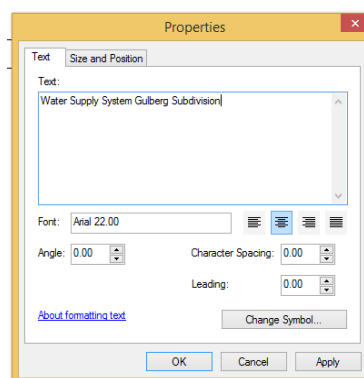 Properties
Text Size and Position
Text:
Water Supply System Gulberg Subdivision
Font: Arial 22.00
Angle: 0.00 Character Spacing: 0.00
Leading: 0.00
About formatting text Change Symbol...
OK Cancel Apply